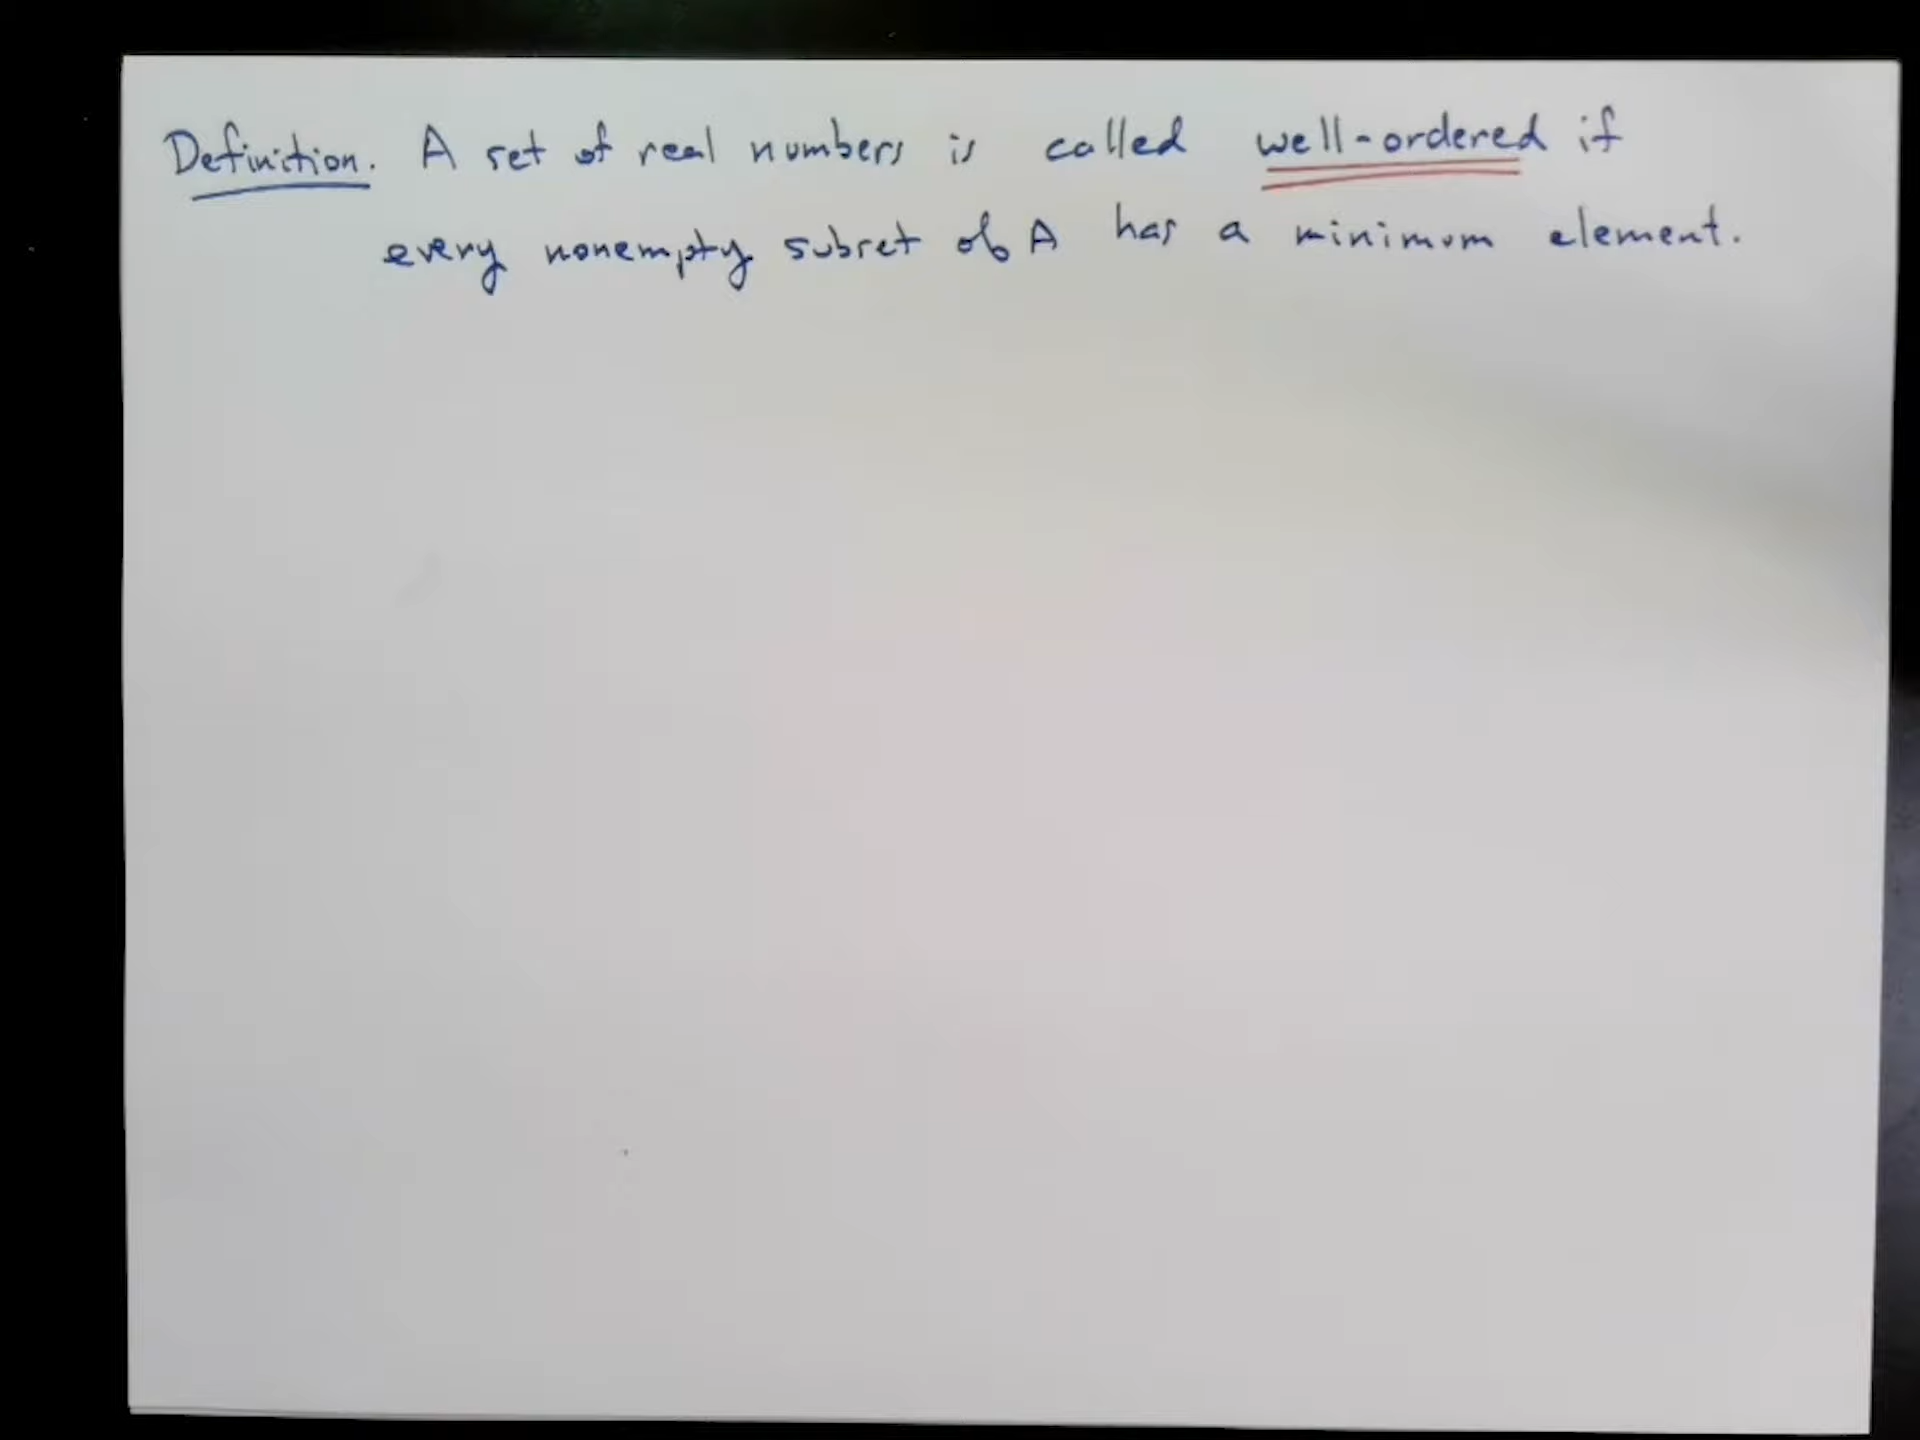 Definition. A set of real numbers is called well-ordered if
every nonempty subset of A has a minimum element.